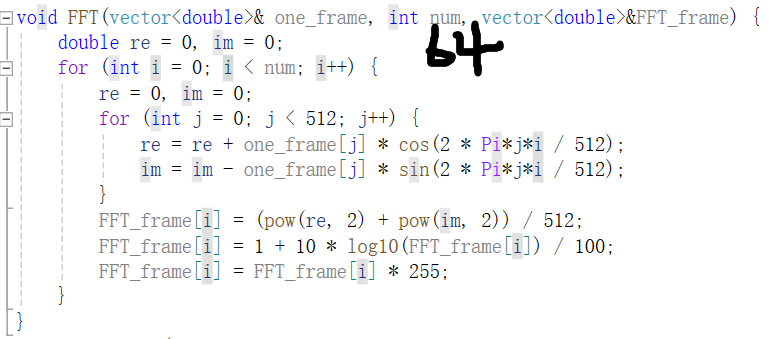 void FFT(vector<double>& one_frame, int num, vector<double>&FFT_frame) {
64
double re = 0, im = 0;
for (int i = 0; i < num; i++) {
re = 0, im = 0;
for (int j = 0; j < 512; j++) {
re = re + one_frame[j] * cos(2 * Pi*j*i / 512);
im = im - one_frame[j] * sin(2 * Pi*j*i / 512);
}
FFT_frame[i] = (pow(re, 2) + pow(im, 2)) / 512;
FFT_frame[i] = 1 + 10 * log10(FFT_frame[i]) / 100;
FFT_frame[i] = FFT_frame[i] * 255;
}
}